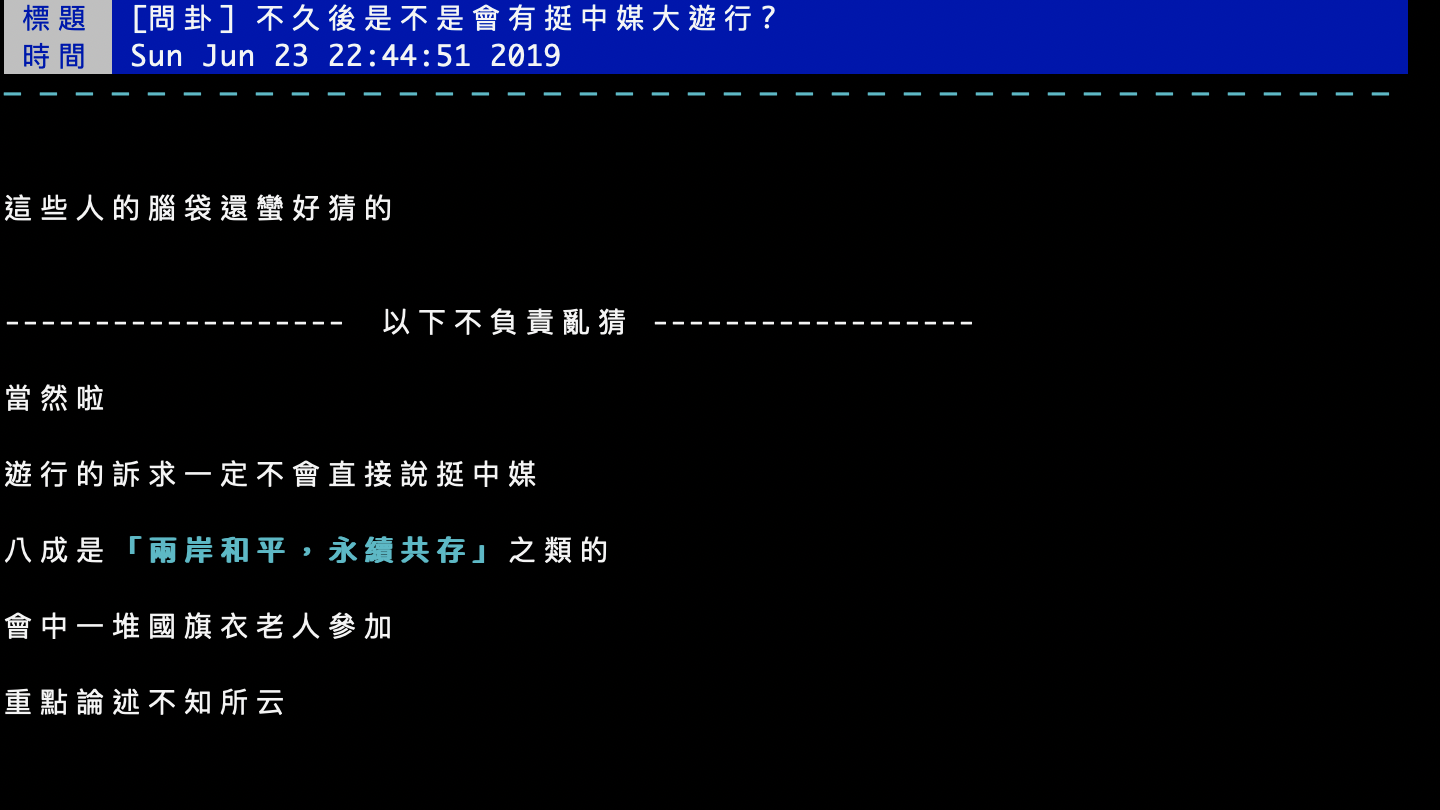 標題 [問卦] 不久後是不是會有挺中媒大遊行?
時間 Sun Jun 23 22:44:51 2019
這些人的腦袋還蠻好猜的
------------------- 以下不負責亂猜 ------------------
當然啦
遊行的訴求一定不會直接說挺中媒
八成是「兩岸和平，永續共存」之類的
會中一堆國旗衣老人參加
重點論述不知所云